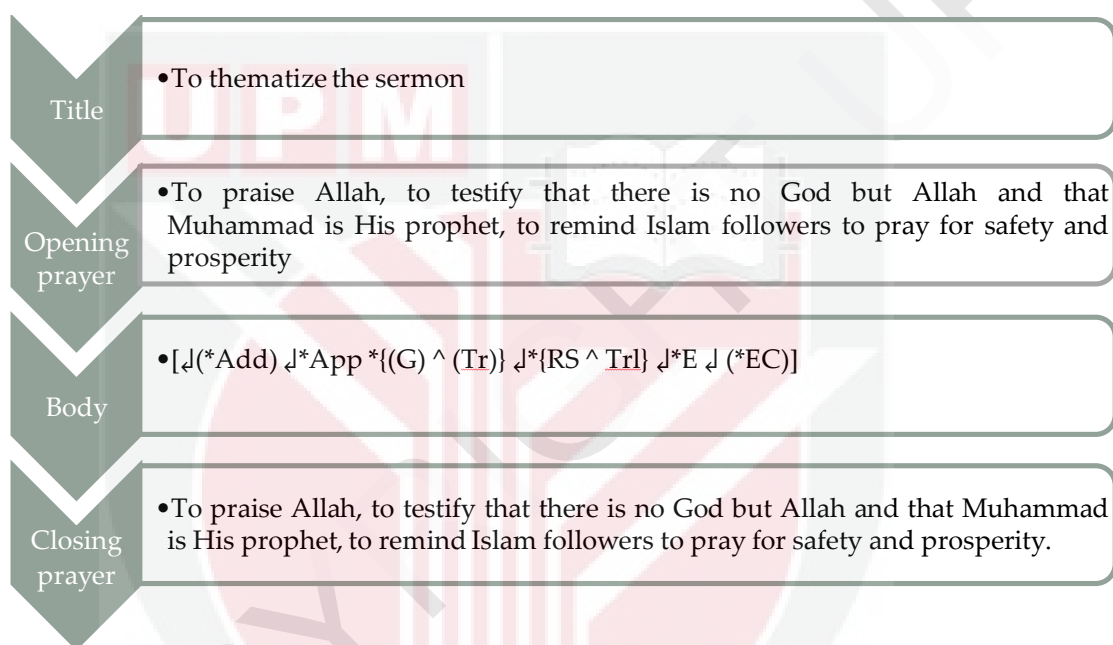 UPM
Title
•To thematize the sermon
Opening
prayer
•To praise Allah, to testify that there is no God but Allah and that
Muhammad is His prophet, to remind Islam followers to pray for safety and
prosperity
Body
•[↲(*Add) ↲*App *{(G) ^ (Tr)} ↲*{RS ^ Trl} ↲*E ↲ (*EC)]
Closing
prayer
•To praise Allah, to testify that there is no God but Allah and that Muhammad
is His prophet, to remind Islam followers to pray for safety and prosperity.